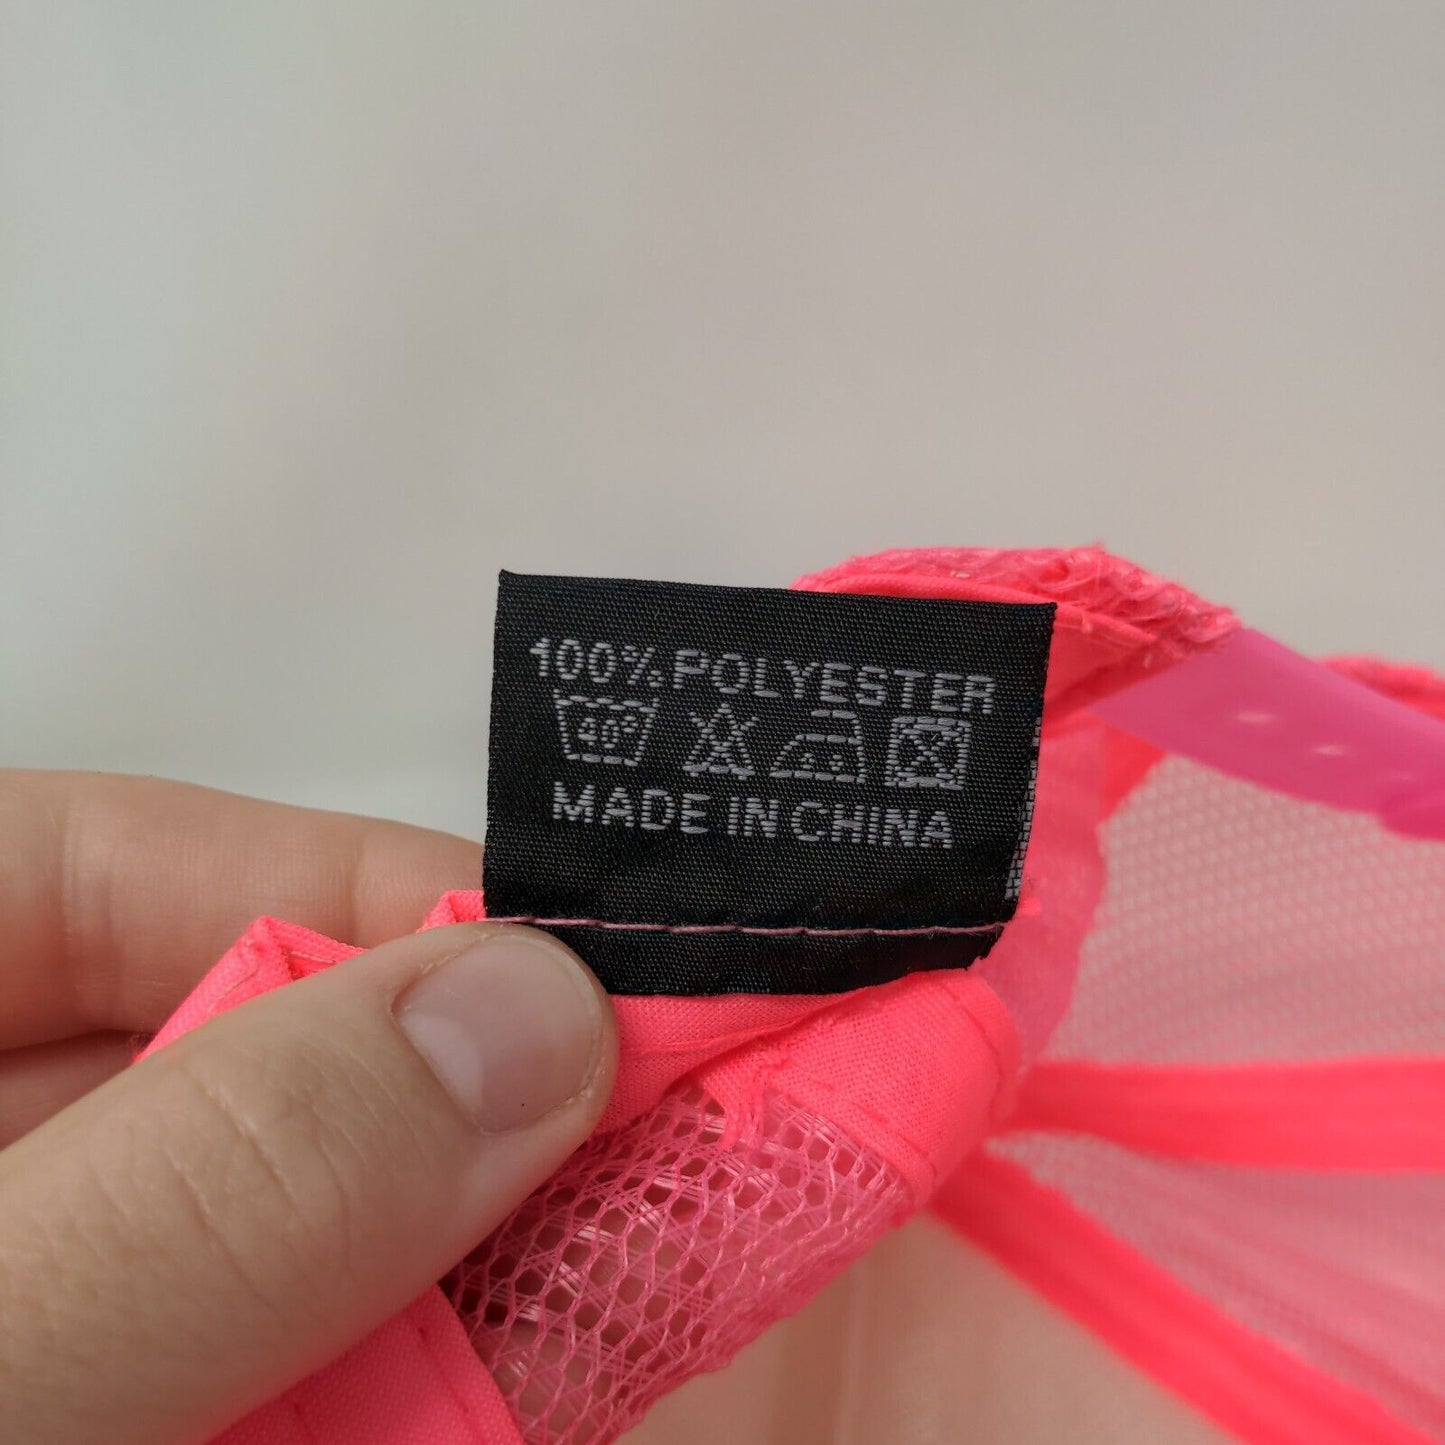 100% POLYESTER
40°
MADE IN CHINA